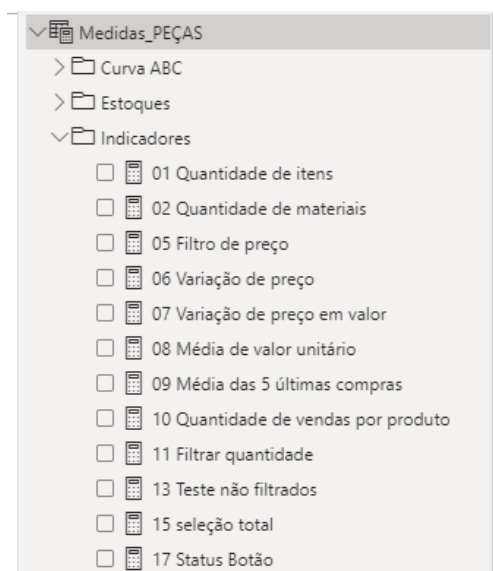 Medidas_PEÇAS
Curva ABC
Estoques
Indicadores
01 Quantidade de itens
02 Quantidade de materiais
05 Filtro de preço
06 Variação de preço
07 Variação de preço em valor
08 Média de valor unitário
09 Média das 5 últimas compras
10 Quantidade de vendas por produto
11 Filtrar quantidade
13 Teste não filtrados
15 seleção total
17 Status Botão